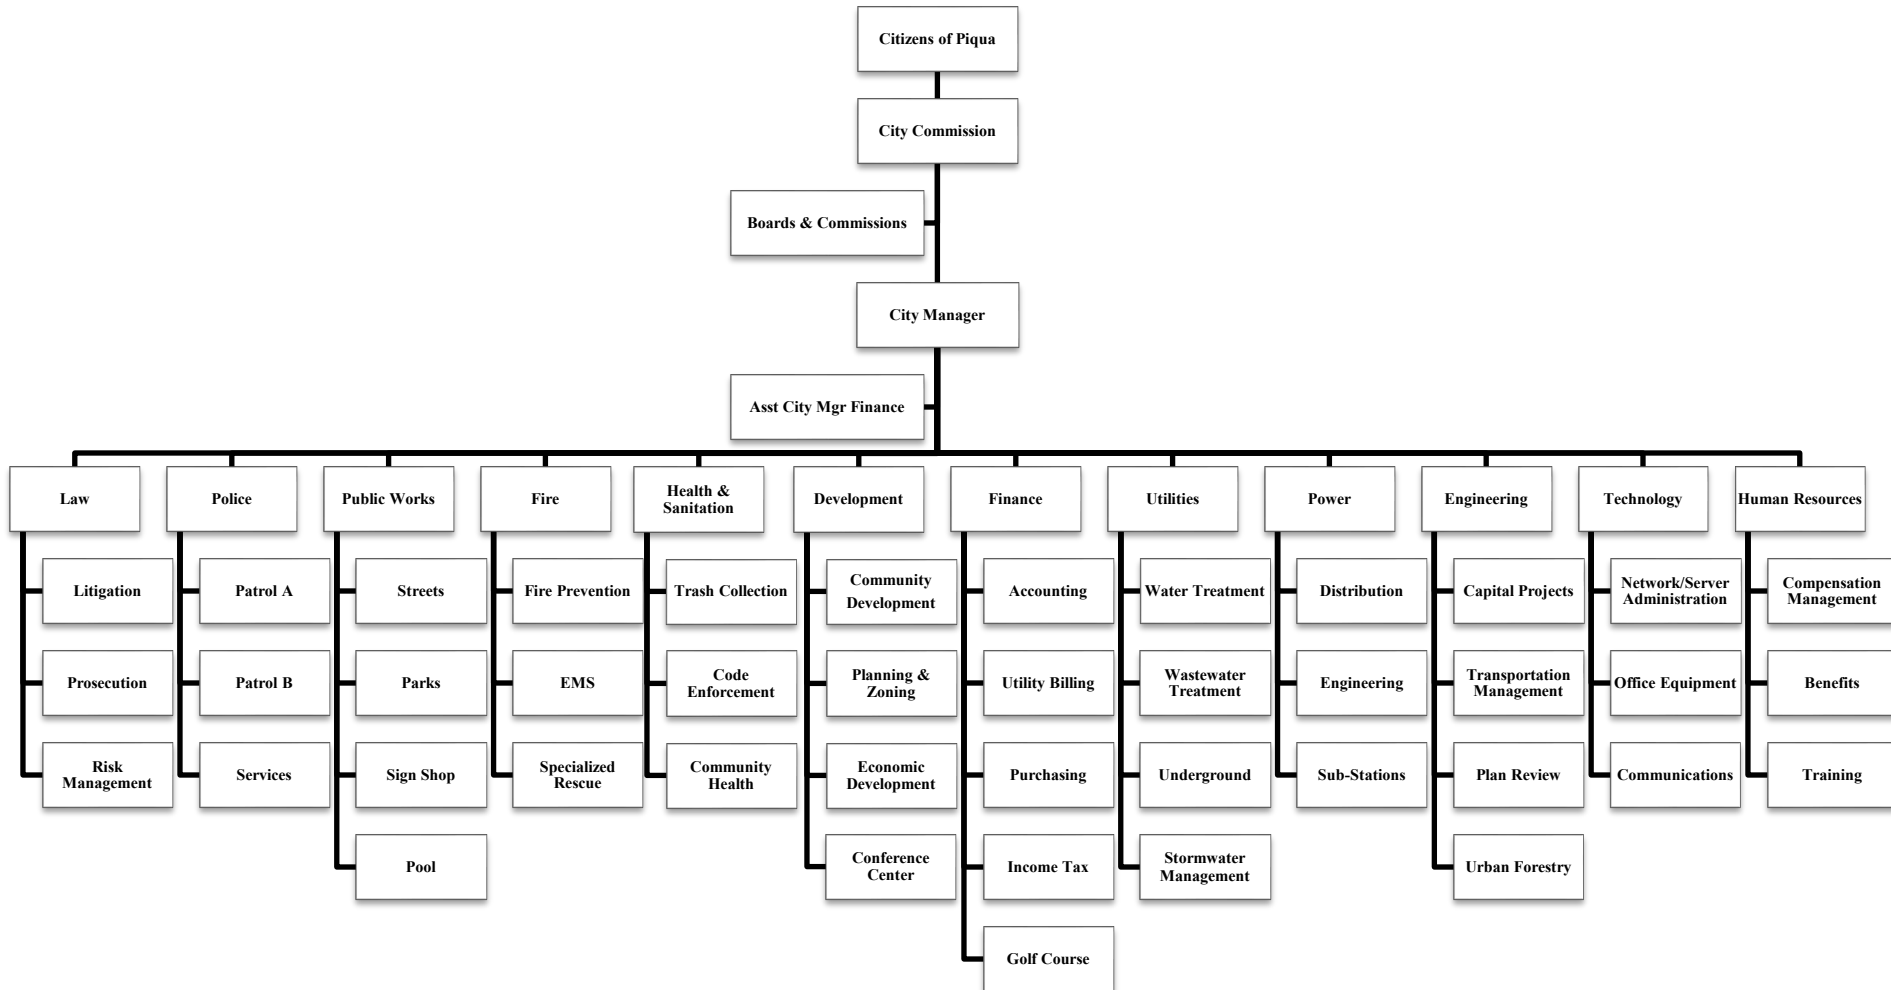 Citizens of Piqua
City Commission
Boards & Commissions
City Manager
Asst City Mgr Finance
Law
Police
Public Works
Fire
Health &
Sanitation
Development
Finance
Utilities
Power
Engineering
Technology
Human Resources
Litigation
Patrol A
Streets
Fire Prevention
Trash Collection
Community
Development
Accounting
Water Treatment
Distribution
Capital Projects
Network/Server
Administration
Compensation
Management
Prosecution
Patrol B
Parks
EMS
Code
Enforcement
Planning &
Zoning
Utility Billing
Wastewater
Treatment
Engineering
Transportation
Management
Office Equipment
Benefits
Risk
Management
Services
Sign Shop
Specialized
Rescue
Community
Health
Economic
Development
Purchasing
Underground
Sub-Stations
Plan Review
Communications
Training
Pool
Conference
Center
Income Tax
Stormwater
Management
Urban Forestry
Golf Course